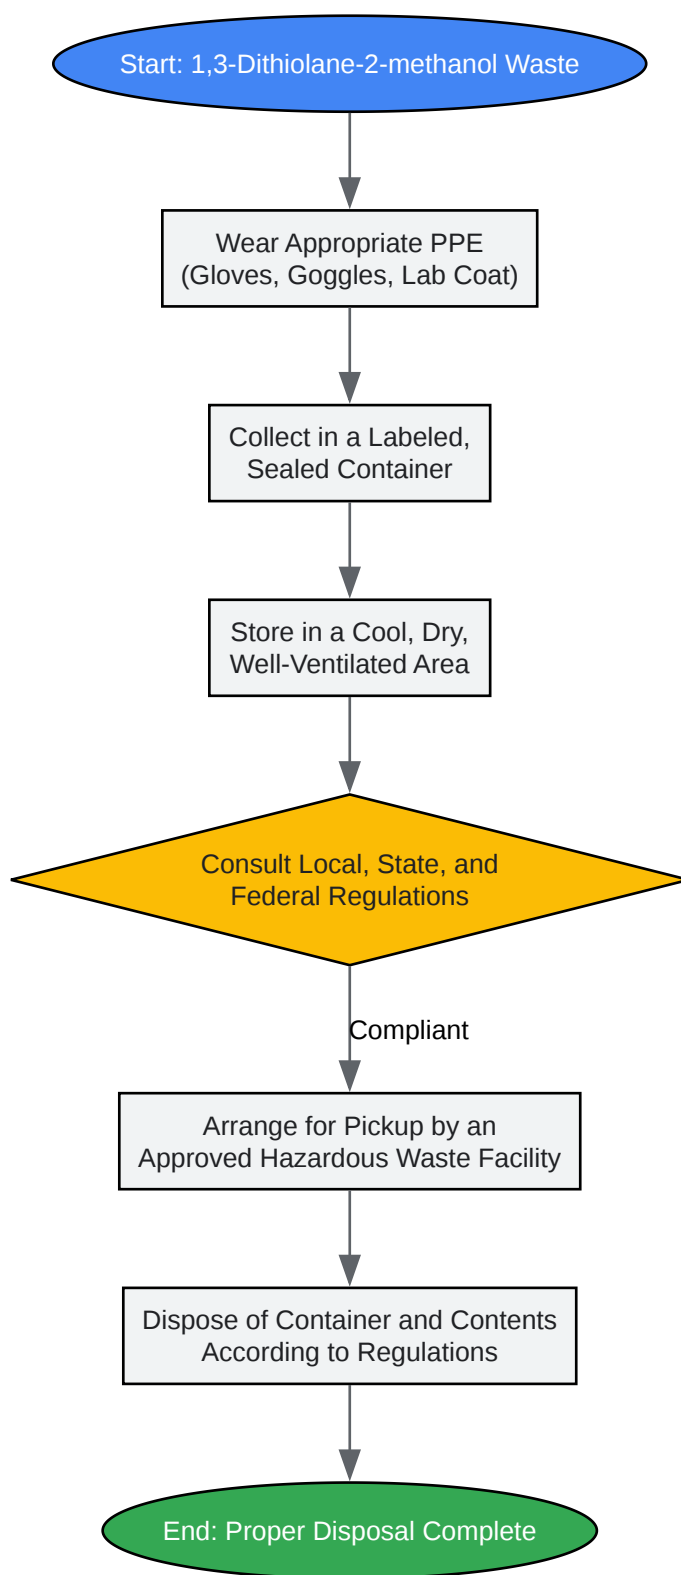 Start: 1,3-Dithiolane-2-methanol Waste
Wear Appropriate PPE
(Gloves, Goggles, Lab Coat)
Collect in a Labeled,
Sealed Container
Store in a Cool, Dry,
Well-Ventilated Area
Consult Local, State, and
Federal Regulations
Compliant
Arrange for Pickup by an
Approved Hazardous Waste Facility
Dispose of Container and Contents
According to Regulations
End: Proper Disposal Complete